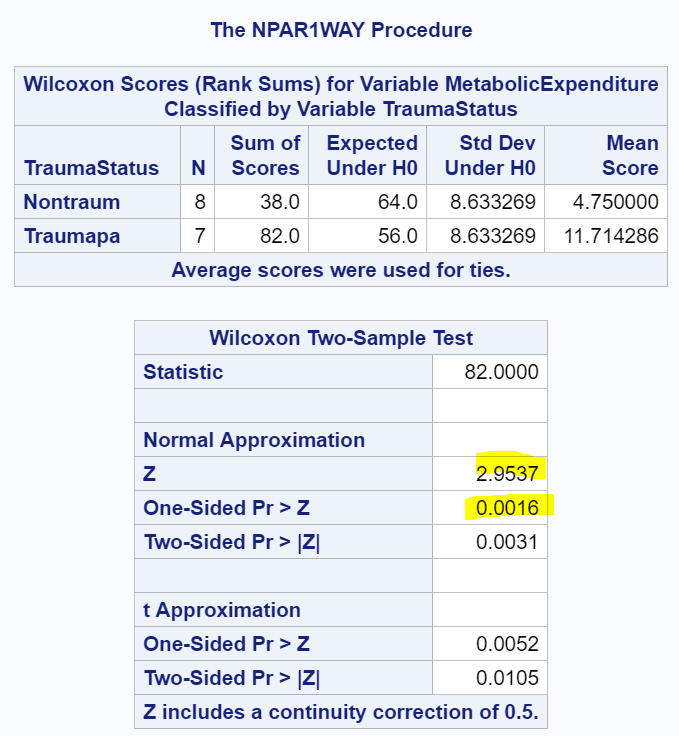 The NPAR1WAY Procedure
Wilcoxon Scores (Rank Sums) for Variable MetabolicExpenditure
Classified by Variable TraumaStatus
TraumaStatus N Sum of Scores Expected Under H0 Std Dev Under H0 Mean Score
Nontraum 8 38.0 64.0 8.633269 4.750000
Traumapa 7 82.0 56.0 8.633269 11.714286
Average scores were used for ties.
Wilcoxon Two-Sample Test
Statistic 82.0000
Normal Approximation
Z 2.9537
One-Sided Pr > Z 0.0016
Two-Sided Pr > |Z| 0.0031
t Approximation
One-Sided Pr > Z 0.0052
Two-Sided Pr > |Z| 0.0105
Z includes a continuity correction of 0.5.